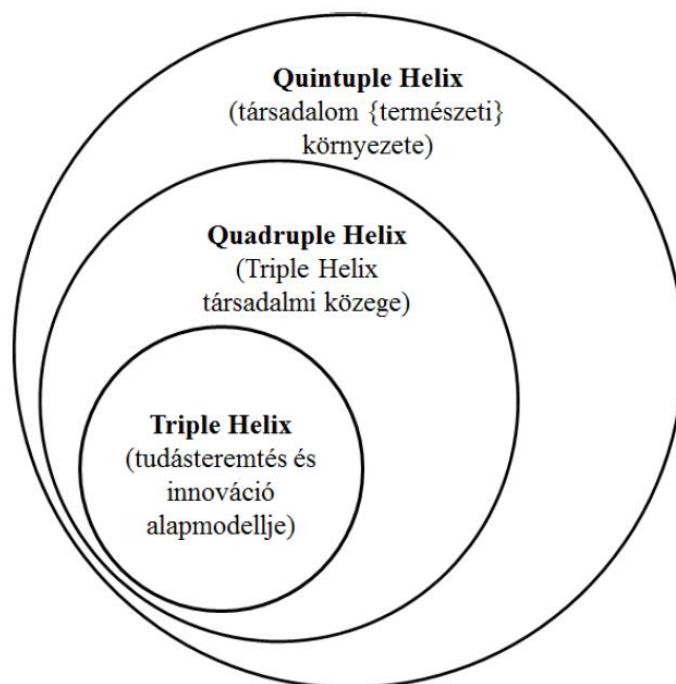 Quintuple Helix
(társadalom {természeti}
környezete)
Quadruple Helix
(Triple Helix
társadalmi közege)
Triple Helix
(tudásteremtés és
innováció
alapmodellje)